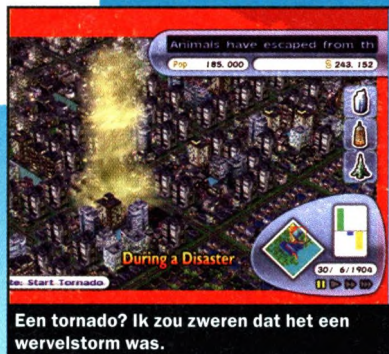 Animals have escaped from th
Pop 185. 000 § 243. 152
During a Disaster
te: Start Tornado
30/ 6/1904
Een tornado? Ik zou zweren dat het een
wervelstorm was.